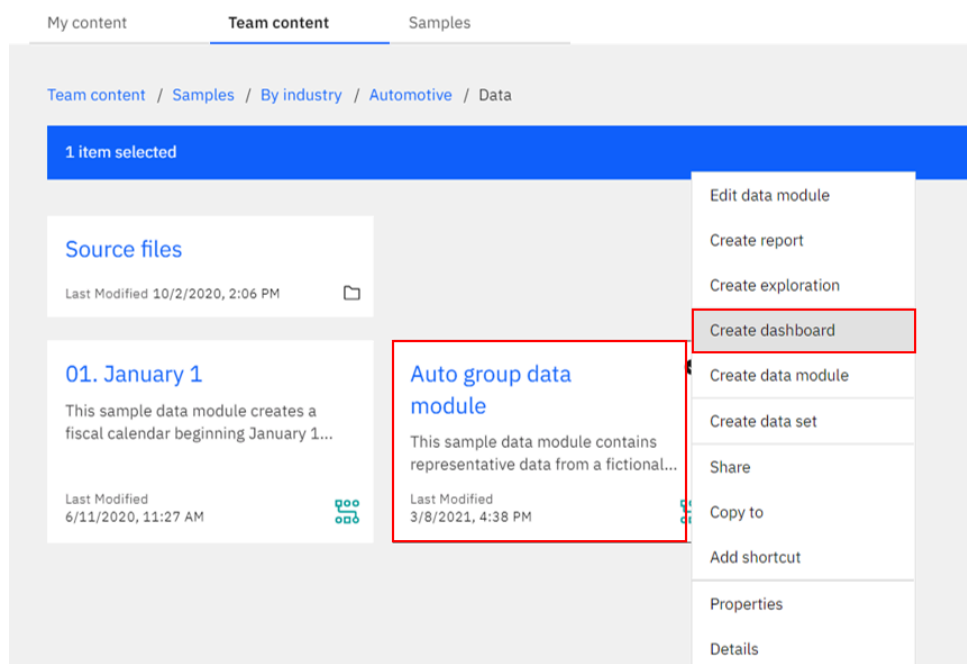 My content
Team content
Samples
Team content / Samples / By industry / Automotive / Data
1 item selected
Source files
Last Modified 10/2/2020, 2:06 PM
01. January 1
This sample data module creates a
fiscal calendar beginning January 1...
Last Modified
6/11/2020, 11:27 AM
Auto group data
module
This sample data module contains
representative data from a fictional...
Last Modified
3/8/2021, 4:38 PM
Edit data module
Create report
Create exploration
Create dashboard
Create data module
Create data set
Share
Copy to
Add shortcut
Properties
Details